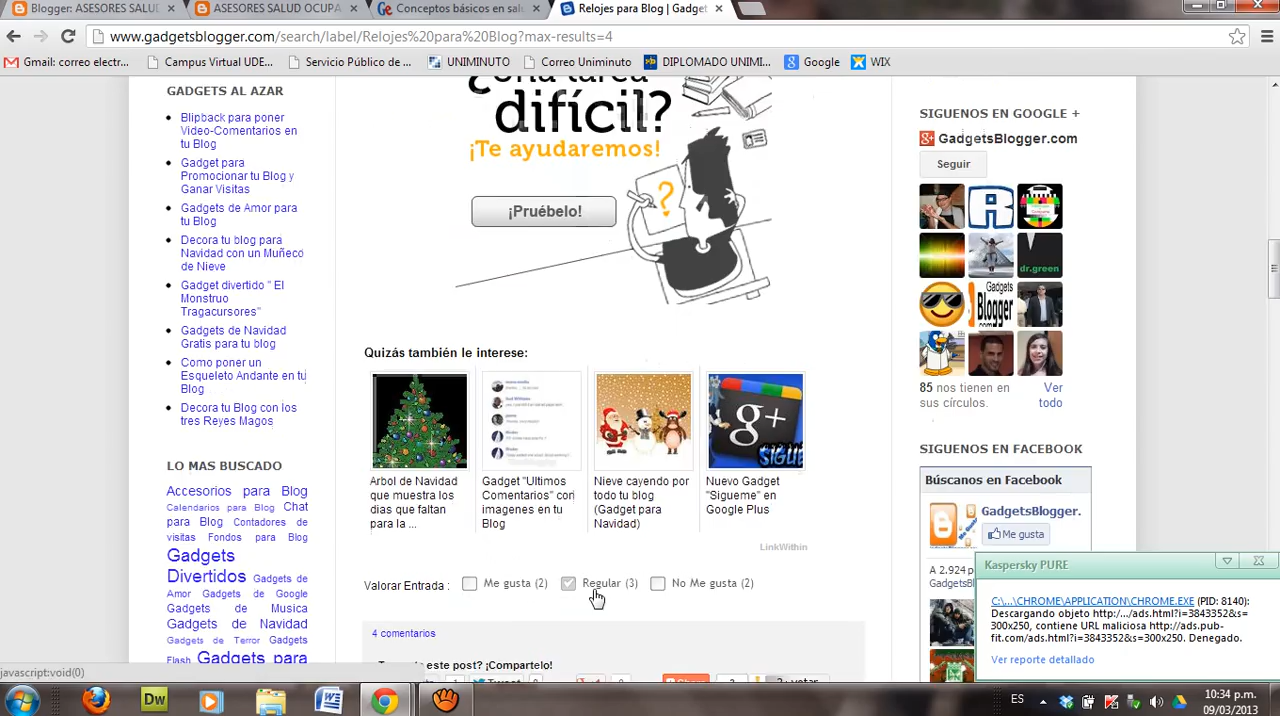 Blogger: ASESORES SALUD
ASESORES SALUD OCUPA
Conceptos básicos en salu
Relojes para Blog | Gadget
www.gadgetsblogger.com/search/label/Relojes%20para%20Blog?max-results=4
Gmail: correo electr...
Campus Virtual UDE...
Servicio Público de ...
UNIMINUTO
Correo Uniminuto
DIPLOMADO UNIMI...
Google
WIX
GADGETS AL AZAR
Blipback para poner
Video-Comentarios en
tu Blog
Gadget para
Promocionar tu Blog y
Ganar Visitas
Gadgets de Amor para
tu Blog
Decora tu blog para
Navidad con un Muñeco
de Nieve
Gadget divertido " El
Monstruo
Tragacursores"
Gadgets de Navidad
Gratis para tu blog
Como poner un
Esqueleto Andante en tu
Blog
Decora tu Blog con los
tres Reyes Magos
LO MAS BUSCADO
Accesorios para Blog
Calendarios para Blog Chat
para Blog Contadores de
visitas Fondos para Blog
Gadgets
Divertidos Gadgets de
Amor Gadgets de Google
Gadgets de Musica
Gadgets de Navidad
Gadgets de Terror Gadgets
Flash Gadgets para
difícil?
¡Te ayudaremos!
¡Pruébelo!
Quizás también le interese:
Arbol de Navidad
que muestra los
dias que faltan
para la ...
Gadget "Ultimos
Comentarios" con
imagenes en tu
Blog
Nieve cayendo por
todo tu blog
(Gadget para
Navidad)
Nuevo Gadget
"Sigueme" en
Google Plus
LinkWithin
Valorar Entrada :
Me gusta (2)
Regular (3)
No Me gusta (2)
4 comentarios
este post? ¡Compartelo!
SIGUENOS EN GOOGLE +
GadgetsBlogger.com
Seguir
dr.green
Gadgets
Blogger
.com
85 nos tienen en
sus círculos.
Ver
todo
SIGUENOS EN FACEBOOK
Búscanos en Facebook
GadgetsBlogger.
Me gusta
A 2.924
Gadgets
Kaspersky PURE
C:\...\CHROME\APPLICATION\CHROME.EXE (PID: 8140):
Descargando objeto http:/.../ads.html?i=3843352&s=
300x250, contiene URL maliciosa http://ads.pub-
fit.com/ads.html?i=3843352&s=300x250. Denegado.
Ver reporte detallado
javascript:void(0)
Dw
ES
10:34 p.m.
09/03/2013